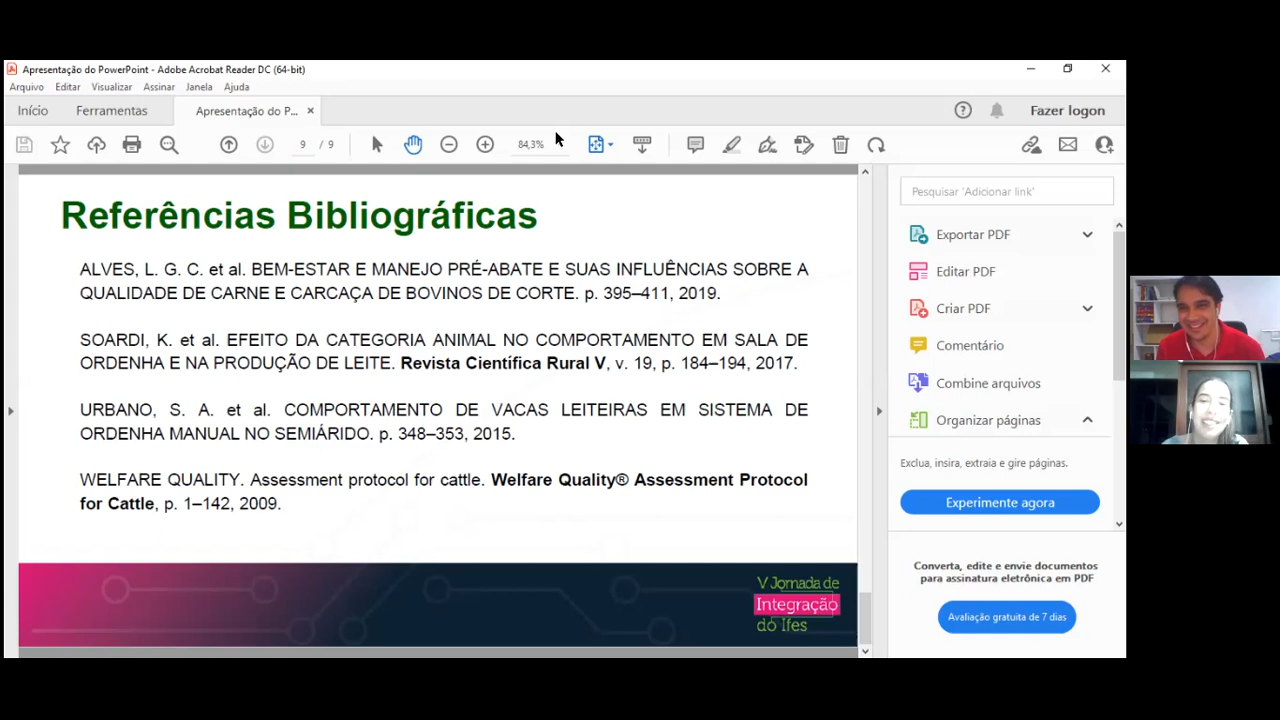 Apresentação do PowerPoint - Adobe Acrobat Reader DC (64-bit)
Arquivo Editar Visualizar Assinar Janela Ajuda
Início Ferramentas Apresentação do P... × Fazer logon
9 / 9 84,3%
Referências Bibliográficas
ALVES, L. G. C. et al. BEM-ESTAR E MANEJO PRÉ-ABATE E SUAS INFLUÊNCIAS SOBRE A
QUALIDADE DE CARNE E CARCAÇA DE BOVINOS DE CORTE. p. 395–411, 2019.
SOARDI, K. et al. EFEITO DA CATEGORIA ANIMAL NO COMPORTAMENTO EM SALA DE
ORDENHA E NA PRODUÇÃO DE LEITE. Revista Científica Rural V, v. 19, p. 184–194, 2017.
URBANO, S. A. et al. COMPORTAMENTO DE VACAS LEITEIRAS EM SISTEMA DE
ORDENHA MANUAL NO SEMIÁRIDO. p. 348–353, 2015.
WELFARE QUALITY. Assessment protocol for cattle. Welfare Quality® Assessment Protocol
for Cattle, p. 1–142, 2009.
V Jornada de
Integração
do Ifes
Pesquisar 'Adicionar link'
Exportar PDF
Editar PDF
Criar PDF
Comentário
Combine arquivos
Organizar páginas
Exclua, insira, extraia e gire páginas.
Experimente agora
Converta, edite e envie documentos
para assinatura eletrônica em PDF
Avaliação gratuita de 7 dias